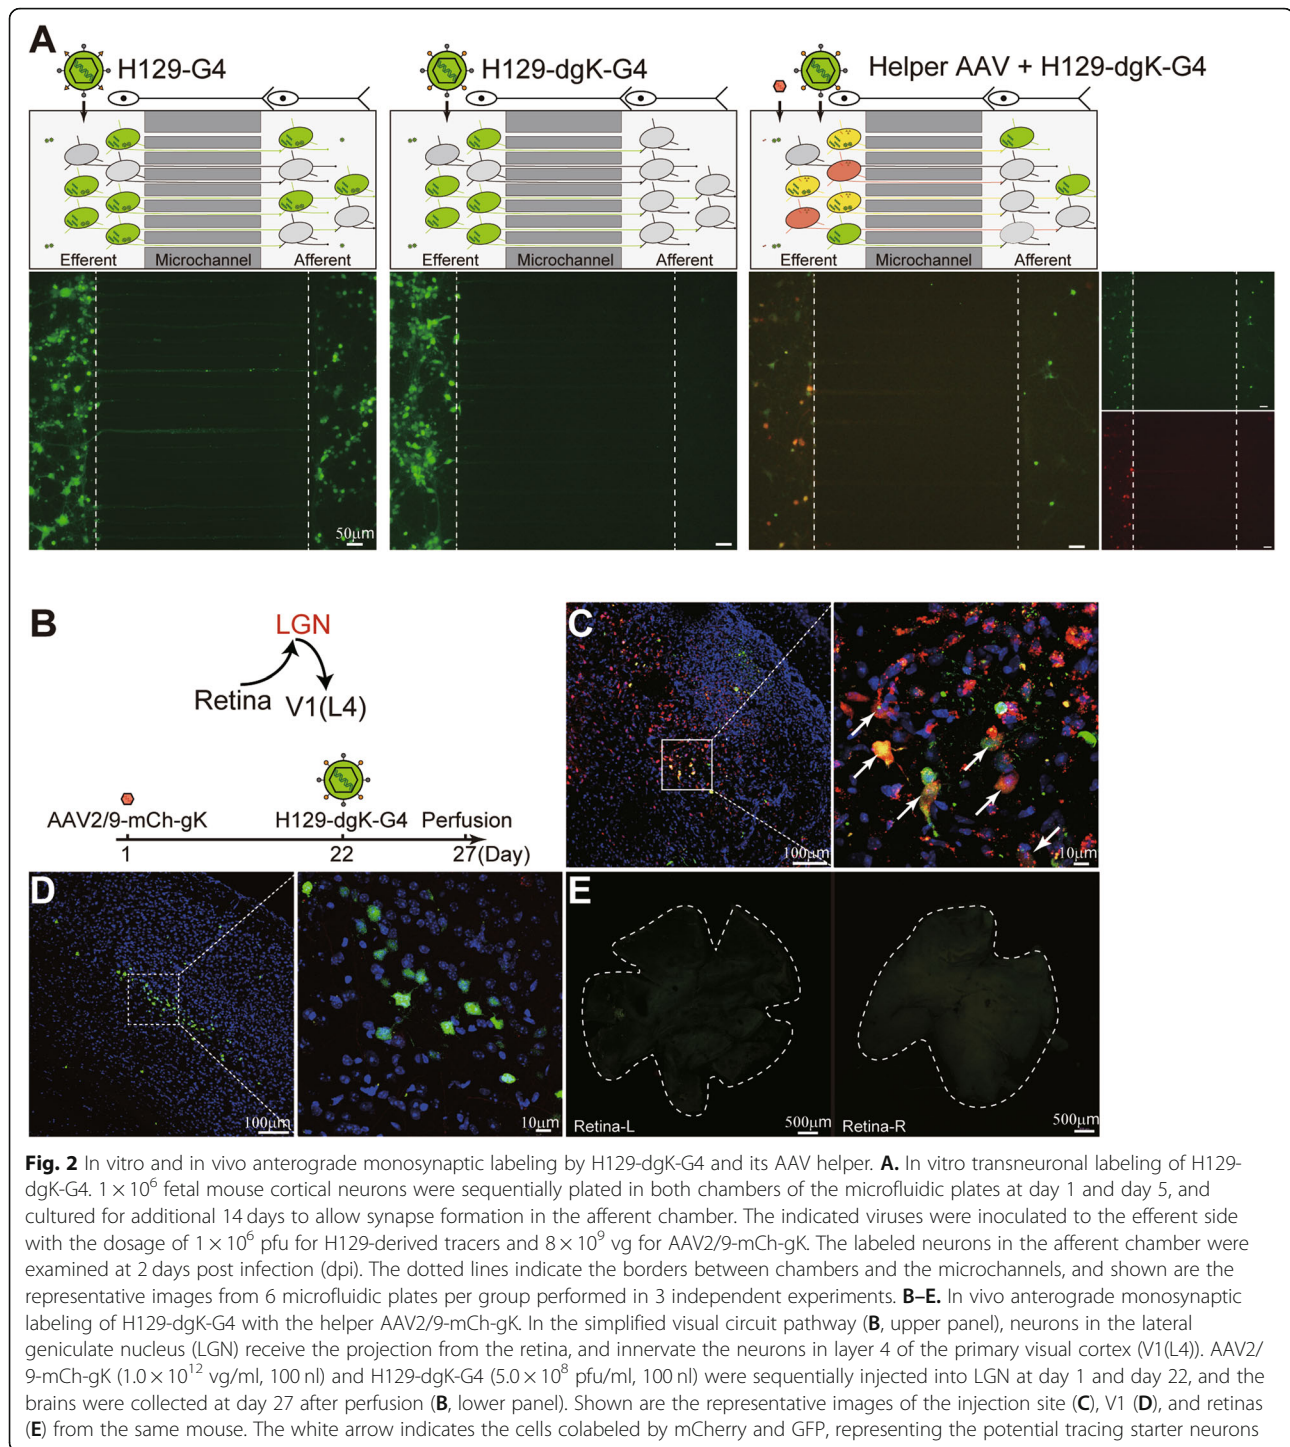 A
H129-G4
H129-dgK-G4
Helper AAV + H129-dgK-G4
Efferent Microchannel Afferent
Efferent Microchannel Afferent
Efferent Microchannel Afferent
50μm
B
LGN
Retina V1(L4)
AAV2/9-mCh-gK H129-dgK-G4 Perfusion
1 22 27(Day)
C
100μm
10μm
D
100μm
10μm
E
Retina-L 500μm
Retina-R 500μm
Fig. 2 In vitro and in vivo anterograde monosynaptic labeling by H129-dgK-G4 and its AAV helper. A. In vitro transneuronal labeling of H129-
dgK-G4. 1 × 10⁶ fetal mouse cortical neurons were sequentially plated in both chambers of the microfluidic plates at day 1 and day 5, and
cultured for additional 14 days to allow synapse formation in the afferent chamber. The indicated viruses were inoculated to the efferent side
with the dosage of 1 × 10⁶ pfu for H129-derived tracers and 8 × 10⁹ vg for AAV2/9-mCh-gK. The labeled neurons in the afferent chamber were
examined at 2 days post infection (dpi). The dotted lines indicate the borders between chambers and the microchannels, and shown are the
representative images from 6 microfluidic plates per group performed in 3 independent experiments. B–E. In vivo anterograde monosynaptic
labeling of H129-dgK-G4 with the helper AAV2/9-mCh-gK. In the simplified visual circuit pathway (B, upper panel), neurons in the lateral
geniculate nucleus (LGN) receive the projection from the retina, and innervate the neurons in layer 4 of the primary visual cortex (V1(L4)). AAV2/
9-mCh-gK (1.0 × 10¹² vg/ml, 100 nl) and H129-dgK-G4 (5.0 × 10⁸ pfu/ml, 100 nl) were sequentially injected into LGN at day 1 and day 22, and the
brains were collected at day 27 after perfusion (B, lower panel). Shown are the representative images of the injection site (C), V1 (D), and retinas
(E) from the same mouse. The white arrow indicates the cells colabeled by mCherry and GFP, representing the potential tracing starter neurons